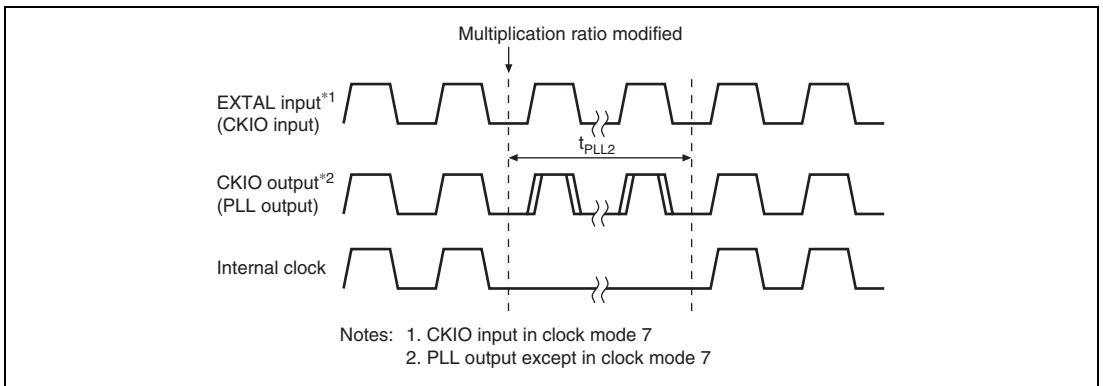 Multiplication ratio modified
EXTAL input*1
(CKIO input)
tPLL2
CKIO output*2
(PLL output)
Internal clock
Notes: 1. CKIO input in clock mode 7
2. PLL output except in clock mode 7